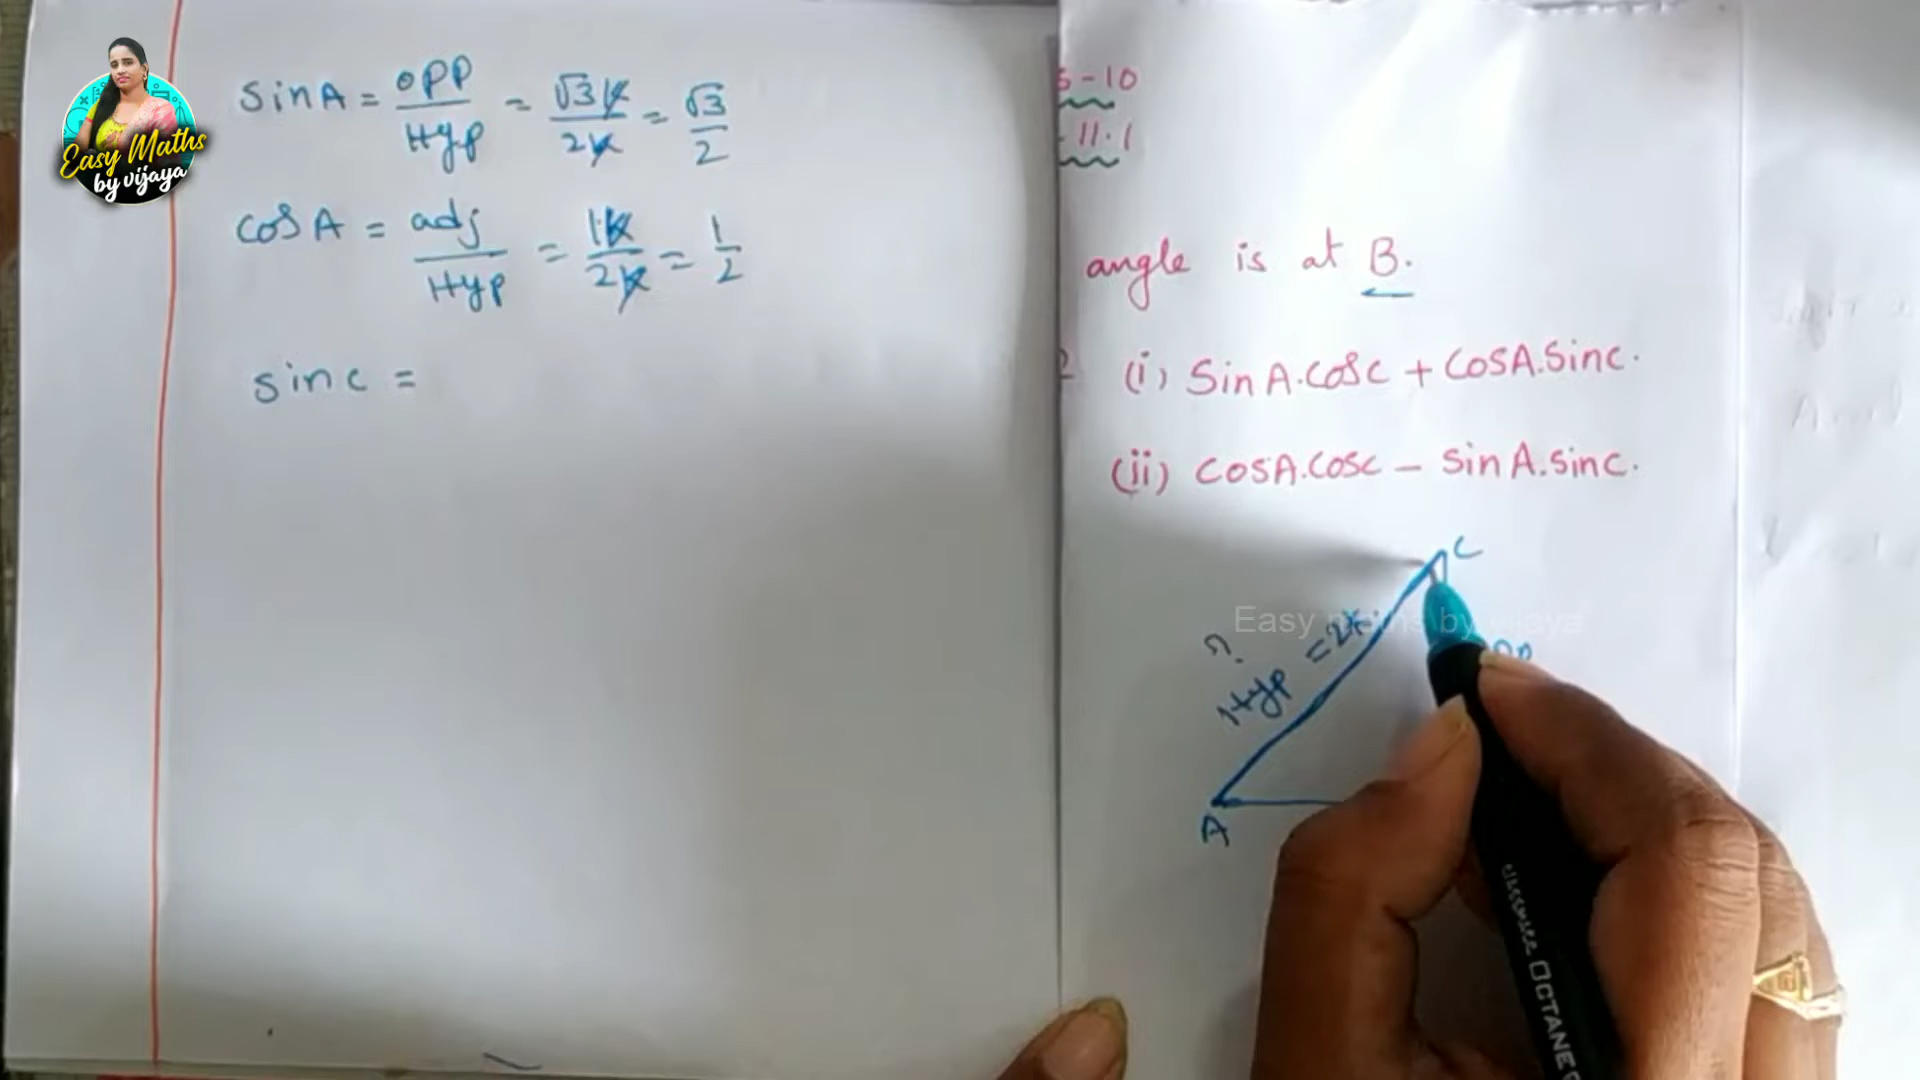 Easy Maths
by vijaya
sinA = opp/Hyp = √3k/2k = √3/2
cosA = adj/Hyp = 1k/2k = 1/2
sinc =
-10
11.1
angle is at B.
(i) SinA.cosc + cosA.sinc.
(ii) cosA.cosc - sinA.sinc.
C
Easy maths by vijaya
?
Hyp = 2k
A
OCTANE